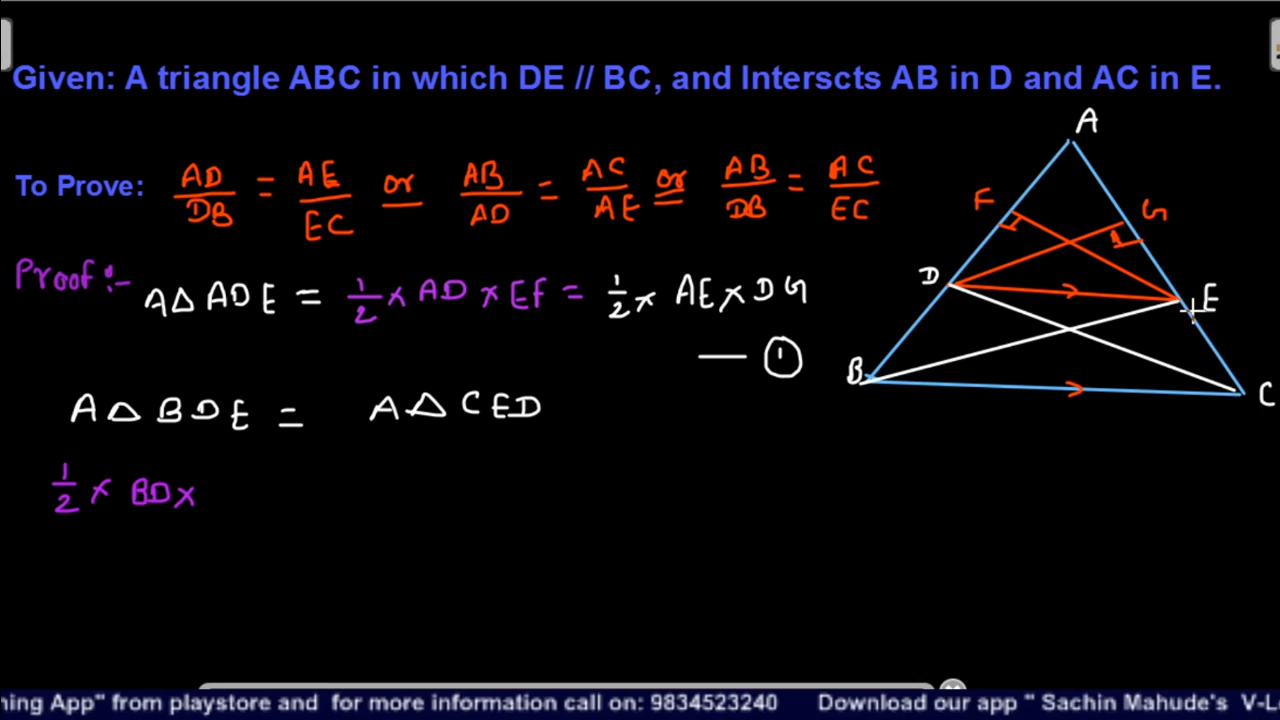 Given: A triangle ABC in which DE // BC, and Interscts AB in D and AC in E.
To Prove: AD/DB = AE/EC or AB/AD = AC/AE or AB/DB = AC/EC
Proof :- A△ ADE = 1/2 × AD × EF = 1/2 × AE × DG
— ①
A△ BDE = A△ CED
1/2 × BD ×
A
F
G
D
E
B
C
ning App" from playstore and for more information call on: 9834523240 Download our app " Sachin Mahude's V-L